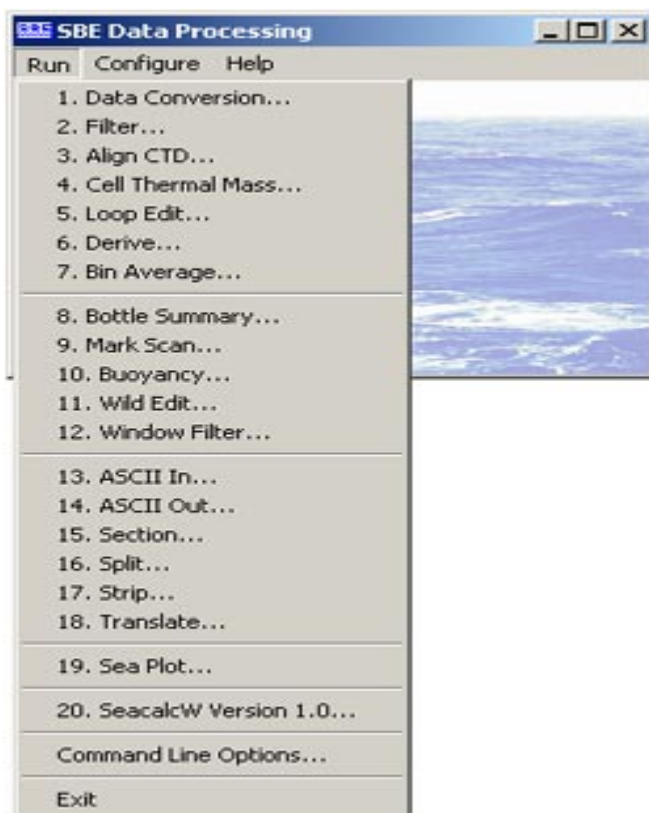 SBE SBE Data Processing
Run Configure Help
1. Data Conversion...
2. Filter...
3. Align CTD...
4. Cell Thermal Mass...
5. Loop Edit...
6. Derive...
7. Bin Average...
8. Bottle Summary...
9. Mark Scan...
10. Buoyancy...
11. Wild Edit...
12. Window Filter...
13. ASCII In...
14. ASCII Out...
15. Section...
16. Split...
17. Strip...
18. Translate...
19. Sea Plot...
20. SeacalcW Version 1.0...
Command Line Options...
Exit